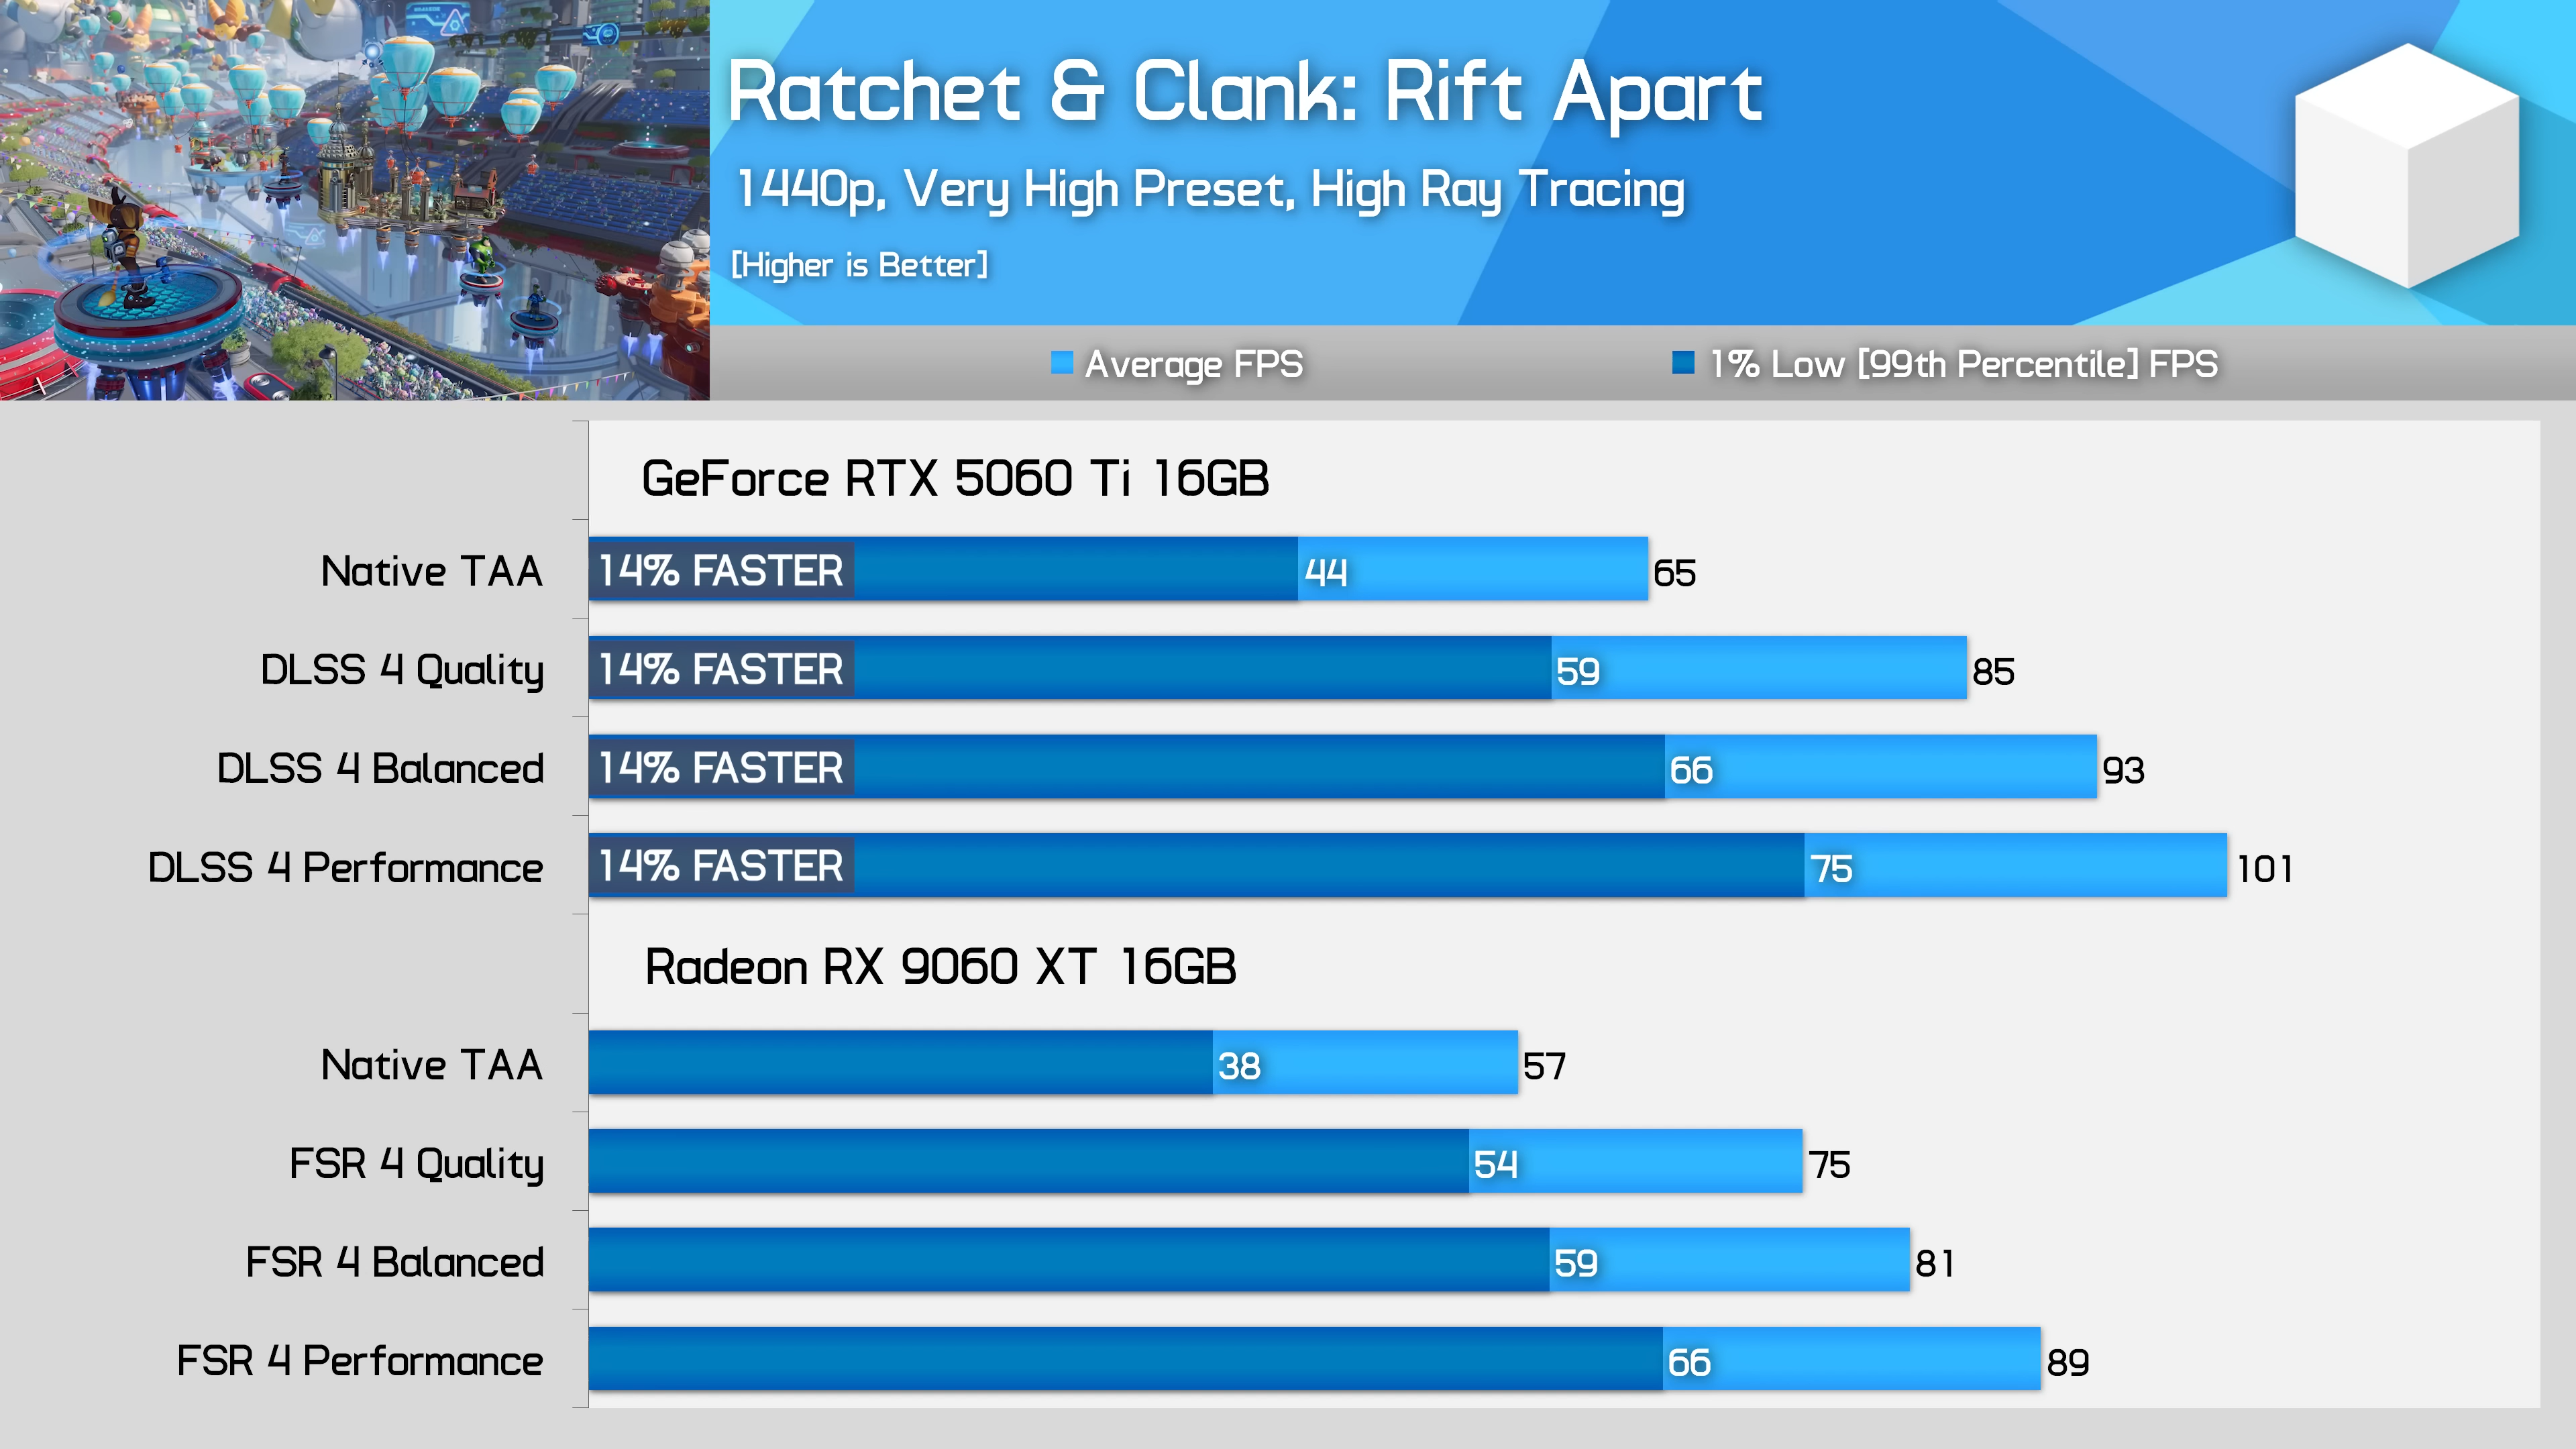 Ratchet & Clank: Rift Apart
1440p, Very High Preset, High Ray Tracing
[Higher is Better]
Average FPS
1% Low [99th Percentile] FPS
GeForce RTX 5060 Ti 16GB
Native TAA 14% FASTER 44 65
DLSS 4 Quality 14% FASTER 59 85
DLSS 4 Balanced 14% FASTER 66 93
DLSS 4 Performance 14% FASTER 75 101
Radeon RX 9060 XT 16GB
Native TAA 38 57
FSR 4 Quality 54 75
FSR 4 Balanced 59 81
FSR 4 Performance 66 89